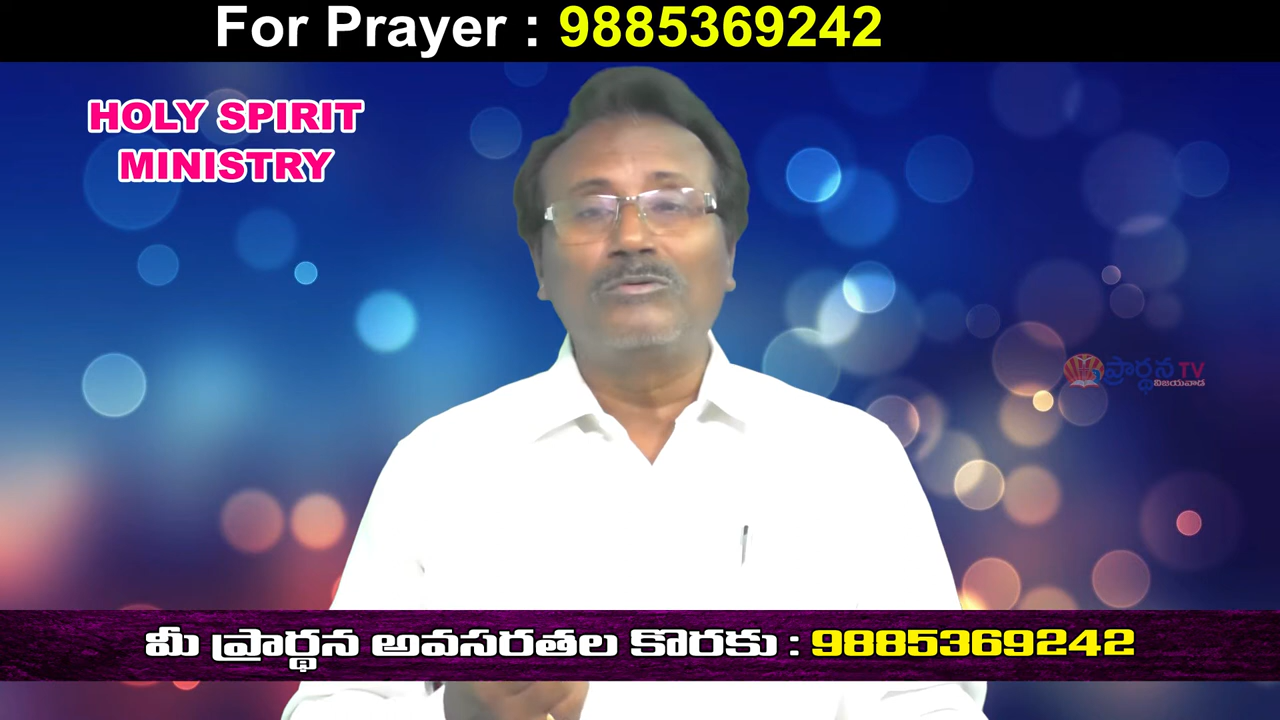 For Prayer : 9885369242
HOLY SPIRIT
MINISTRY
ప్రార్థన TV
విజయవాడ
మీ ప్రార్థన అవసరతల కొరకు : 9885369242